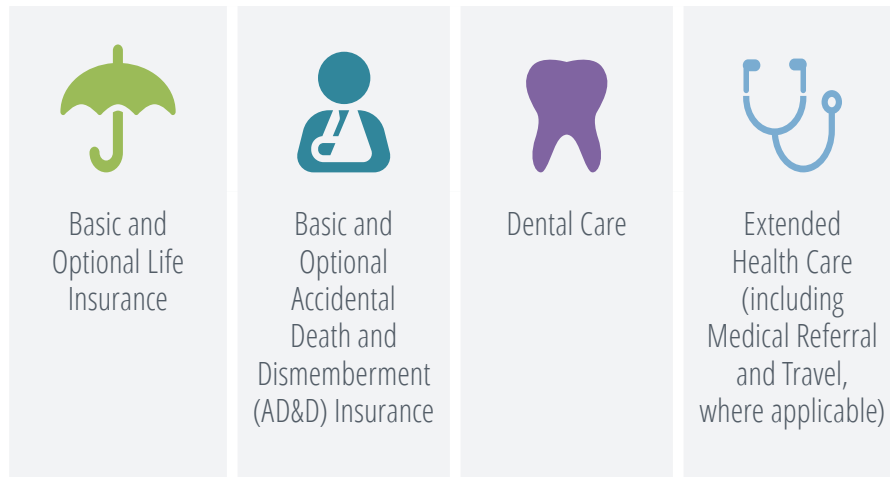 Basic and
Optional Life
Insurance
Basic and
Optional
Accidental
Death and
Dismemberment
(AD&D) Insurance
Dental Care
Extended
Health Care
(including
Medical Referral
and Travel,
where applicable)